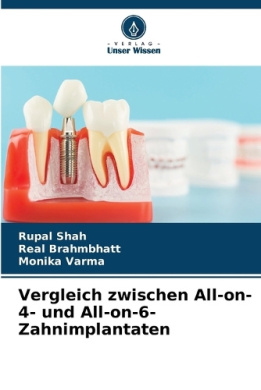 VERLAG
Unser Wissen
Rupal Shah
Real Brahmbhatt
Monika Varma
Vergleich zwischen All-on-
4- und All-on-6-
Zahnimplantaten